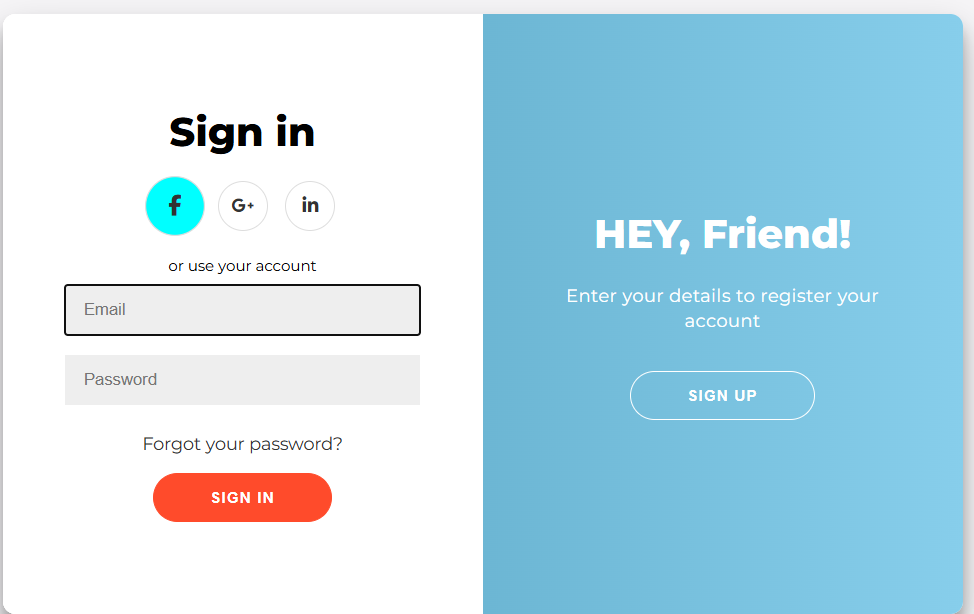 Sign in
f G+ in
or use your account
Email
Password
Forgot your password?
SIGN IN
HEY, Friend!
Enter your details to register your
account
SIGN UP